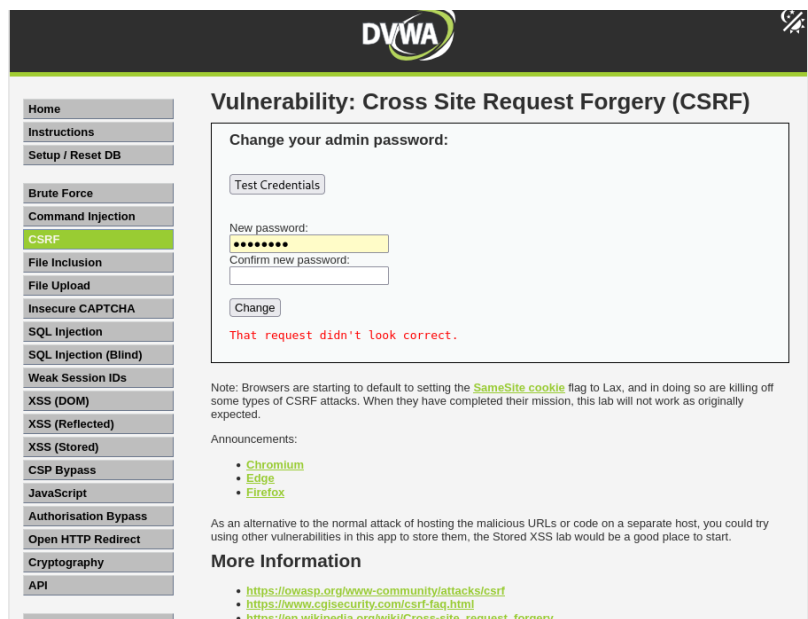 DVWA
Vulnerability: Cross Site Request Forgery (CSRF)
Home
Instructions
Setup / Reset DB
Brute Force
Command Injection
CSRF
File Inclusion
File Upload
Insecure CAPTCHA
SQL Injection
SQL Injection (Blind)
Weak Session IDs
XSS (DOM)
XSS (Reflected)
XSS (Stored)
CSP Bypass
JavaScript
Authorisation Bypass
Open HTTP Redirect
Cryptography
API
Change your admin password:
Test Credentials
New password:
●●●●●●●●
Confirm new password:
Change
That request didn't look correct.
Note: Browsers are starting to default to setting the SameSite cookie flag to Lax, and in doing so are killing off
some types of CSRF attacks. When they have completed their mission, this lab will not work as originally
expected.
Announcements:
• Chromium
• Edge
• Firefox
As an alternative to the normal attack of hosting the malicious URLs or code on a separate host, you could try
using other vulnerabilities in this app to store them, the Stored XSS lab would be a good place to start.
More Information
• https://owasp.org/www-community/attacks/csrf
• https://www.cgisecurity.com/csrf-faq.html
• https://en.wikipedia.org/wiki/Cross-site_request_forgery